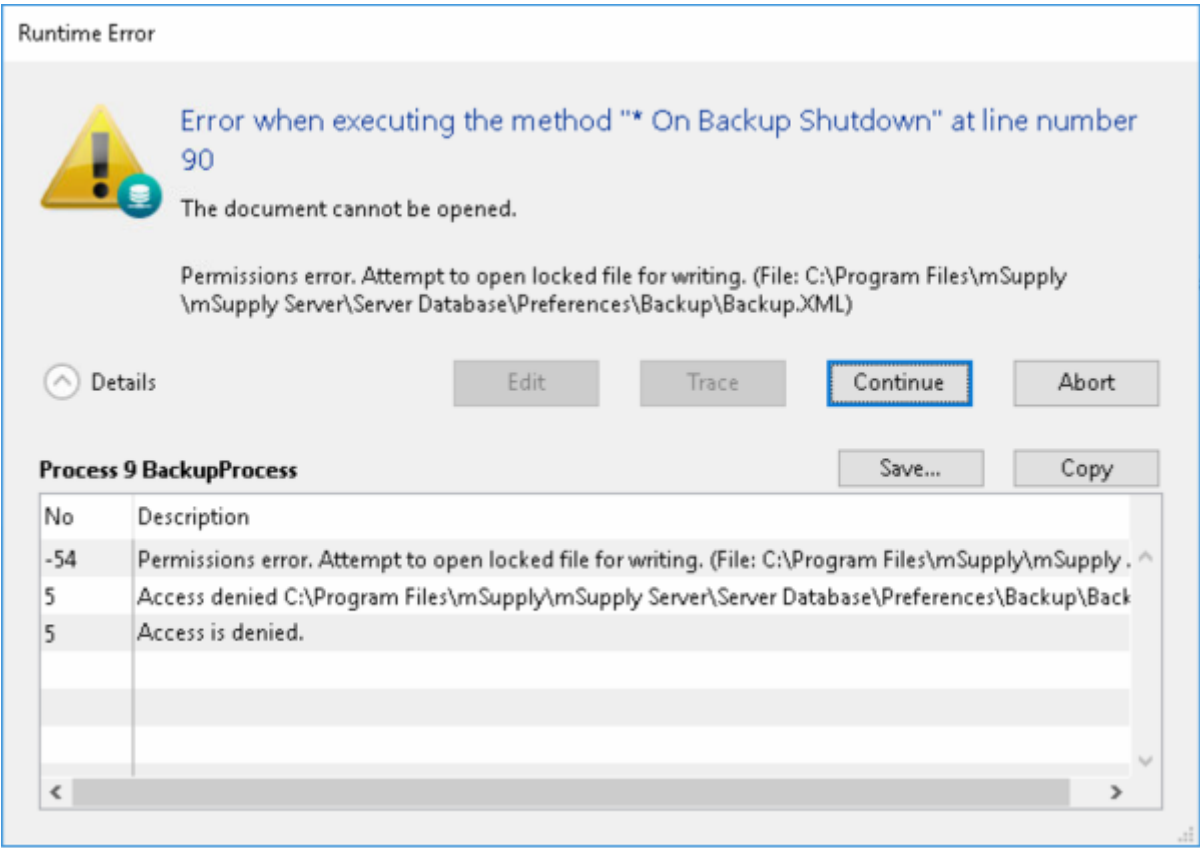 Runtime Error
Error when executing the method "* On Backup Shutdown" at line number
90
The document cannot be opened.
Permissions error. Attempt to open locked file for writing. (File: C:\Program Files\mSupply
\mSupply Server\Server Database\Preferences\Backup\Backup.XML)
Details Edit Trace Continue Abort
Process 9 BackupProcess Save... Copy
No Description
-54 Permissions error. Attempt to open locked file for writing. (File: C:\Program Files\mSupply\mSupply .
5 Access denied C:\Program Files\mSupply\mSupply Server\Server Database\Preferences\Backup\Back
5 Access is denied.